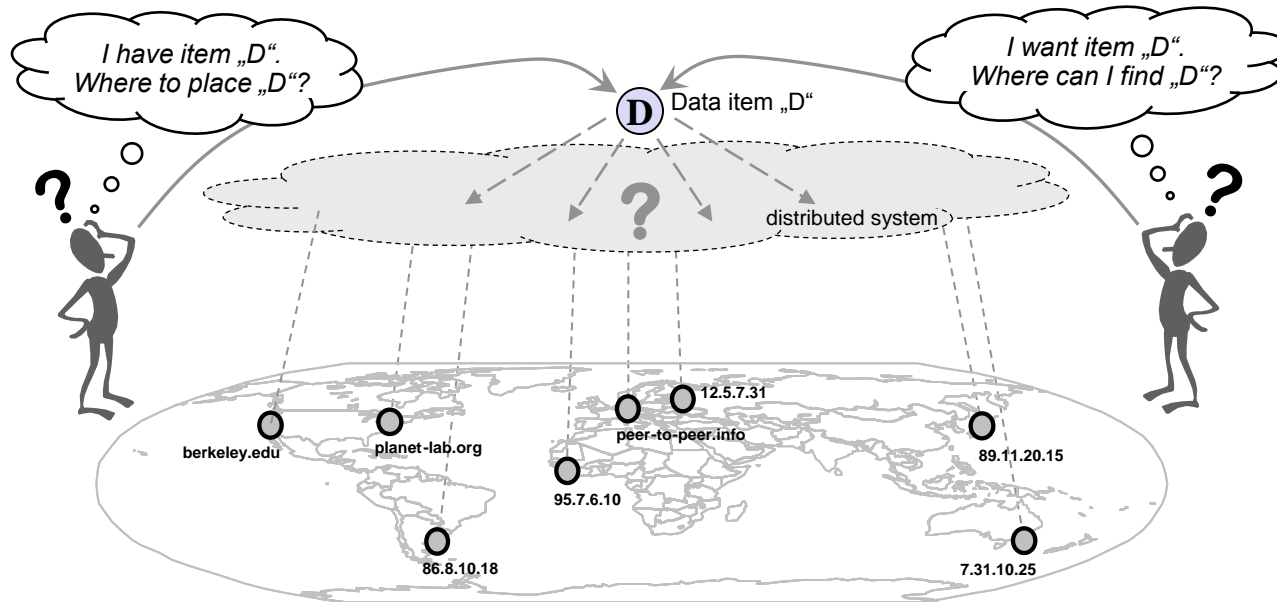 I have item „D“.
Where to place „D“?
I want item „D“.
Where can I find „D“?
D
Data item „D“
?
?
?
distributed system
12.5.7.31
berkeley.edu
planet-lab.org
peer-to-peer.info
89.11.20.15
95.7.6.10
86.8.10.18
7.31.10.25